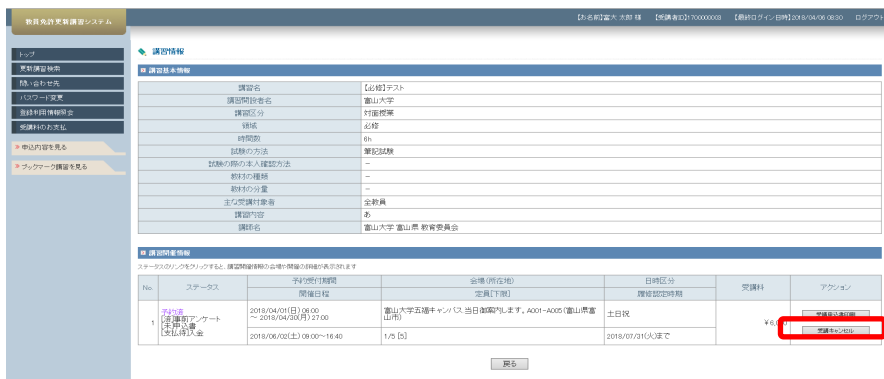 教員免許更新講習システム
【お名前】富大 太郎 様 【受講者ID】1700000003 【最終ログイン日時】2018/04/06 08:30 ログアウト
トップ
更新講習検索
問い合わせ先
パスワード変更
登録利用情報照会
受講料のお支払
» 申込内容を見る
» ブックマーク講習を見る
講習情報
講習基本情報
講習名 【必修】テスト
講習開設者名 富山大学
講習区分 対面授業
領域 必修
時間数 6h
試験の方法 筆記試験
試験の際の本人確認方法 −
教材の種類 −
教材の分量 −
主な受講対象者 全教員
講習内容 あ
講師名 富山大学 富山県 教育委員会
講習開催情報
ステータスのリンクをクリックすると、講習開催情報の会場や開催の詳細が表示されます
No. ステータス 予約受付期間 会場(所在地) 日時区分 受講料 アクション
開催日程 定員[下限] 履修認定時期
1 予約済
[済]事前アンケート
[未]申込書
[支払待]入金
2018/04/01(日) 06:00
～ 2018/04/30(月) 27:00
富山大学五福キャンパス 当日御案内します。A001-A005(富山県富山市)
土日祝
2018/06/02(土) 09:00～16:40
1/5 [5]
2018/07/31(火)まで
受講申込書印刷
受講キャンセル
戻る